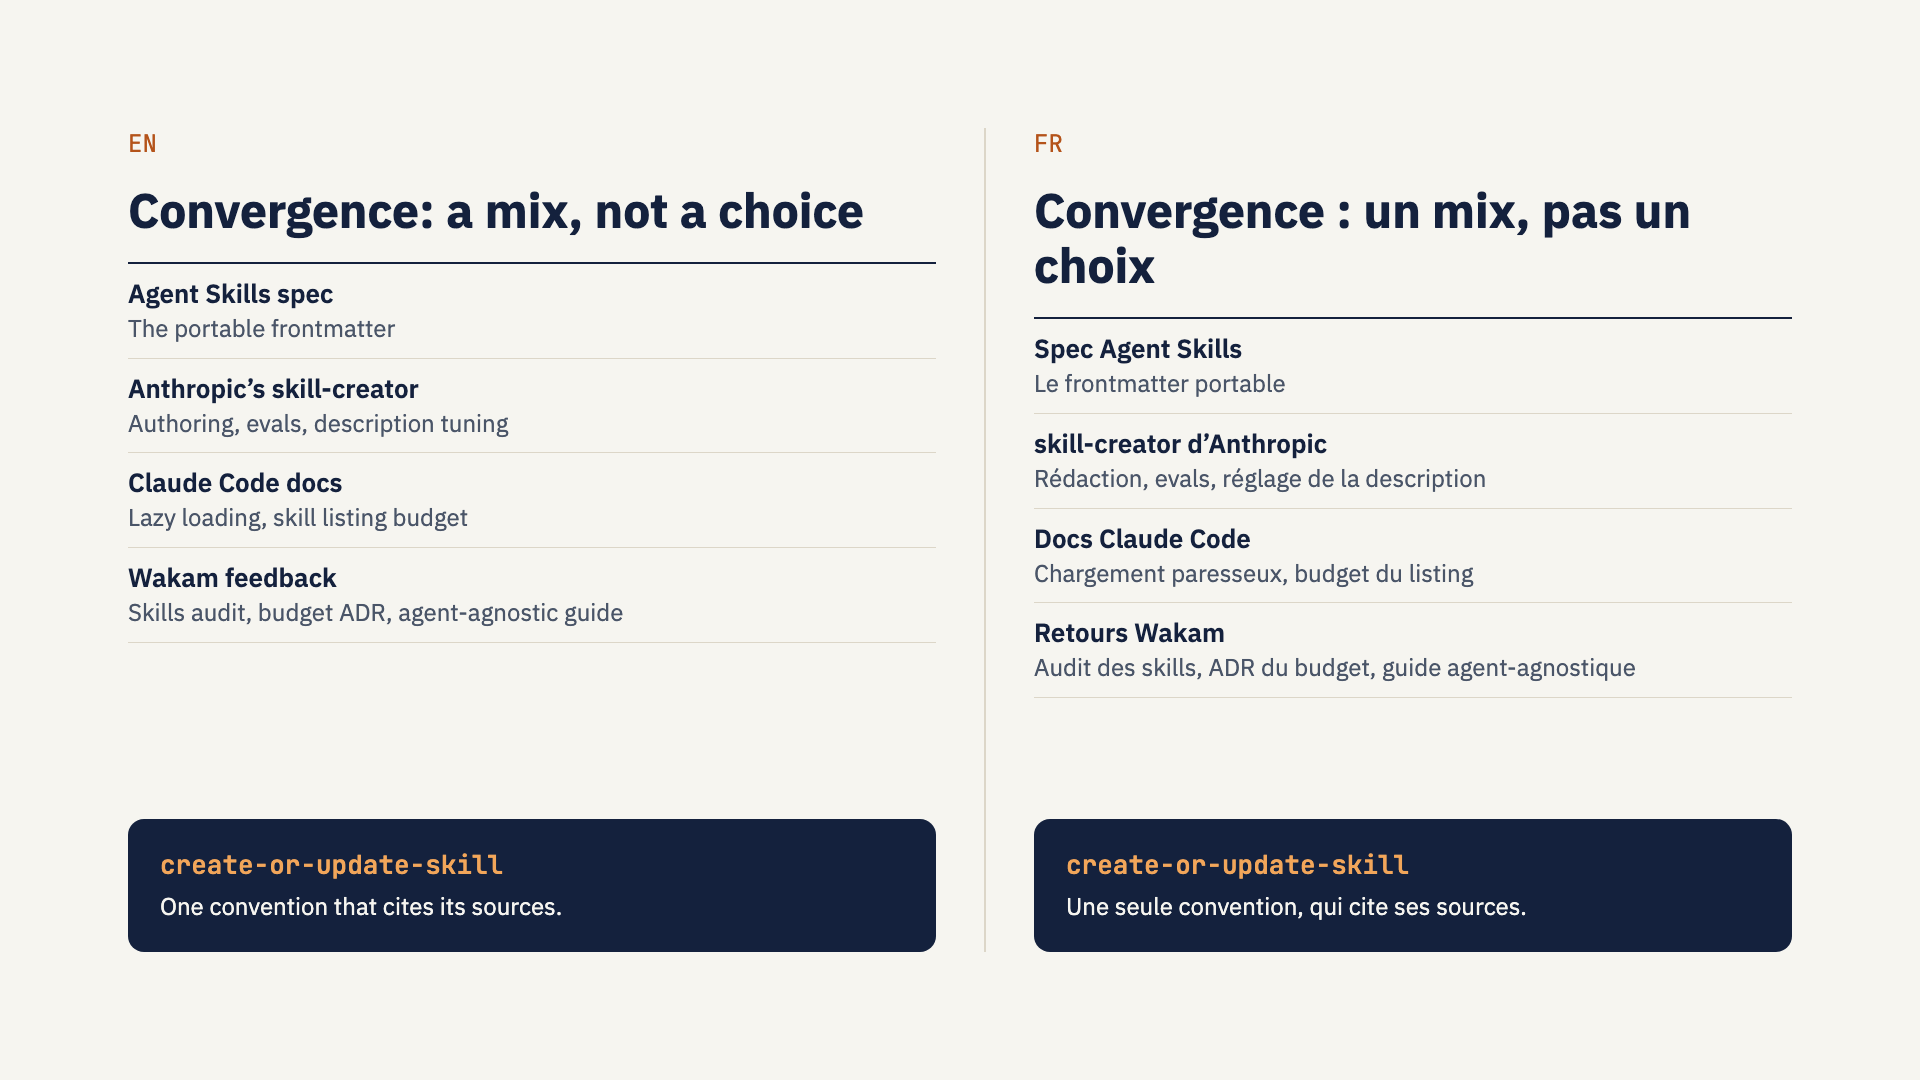 EN
Convergence: a mix, not a choice
Agent Skills spec
The portable frontmatter
Anthropic’s skill-creator
Authoring, evals, description tuning
Claude Code docs
Lazy loading, skill listing budget
Wakam feedback
Skills audit, budget ADR, agent-agnostic guide
create-or-update-skill
One convention that cites its sources.
FR
Convergence : un mix, pas un
choix
Spec Agent Skills
Le frontmatter portable
skill-creator d’Anthropic
Rédaction, evals, réglage de la description
Docs Claude Code
Chargement paresseux, budget du listing
Retours Wakam
Audit des skills, ADR du budget, guide agent-agnostique
create-or-update-skill
Une seule convention, qui cite ses sources.